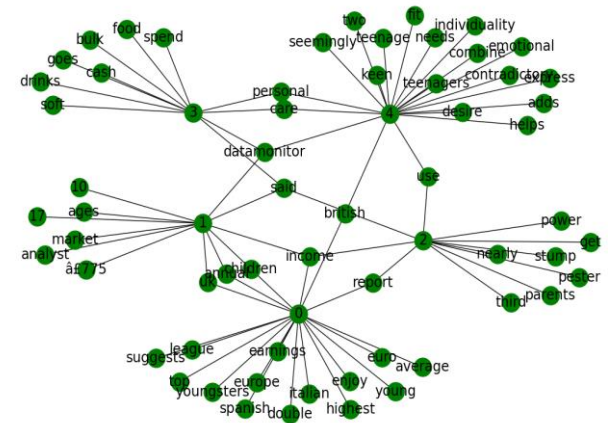 two
fit
individuality
food
spend
bulk
seemingly
teenage
needs
combine
emotional
goes
cash
keen
teenagers
contradictory
express
drinks
personal
soft
care
adds
3
4
desire
helps
datamonitor
use
10
said
17
ages
british
power
1
market
2
get
analyst
income
nearly
stump
â£775
children
annual
uk
report
pester
parents
third
0
league
earnings
euro
suggests
average
top
youngsters
europe
enjoy
young
italian
spanish
double
highest